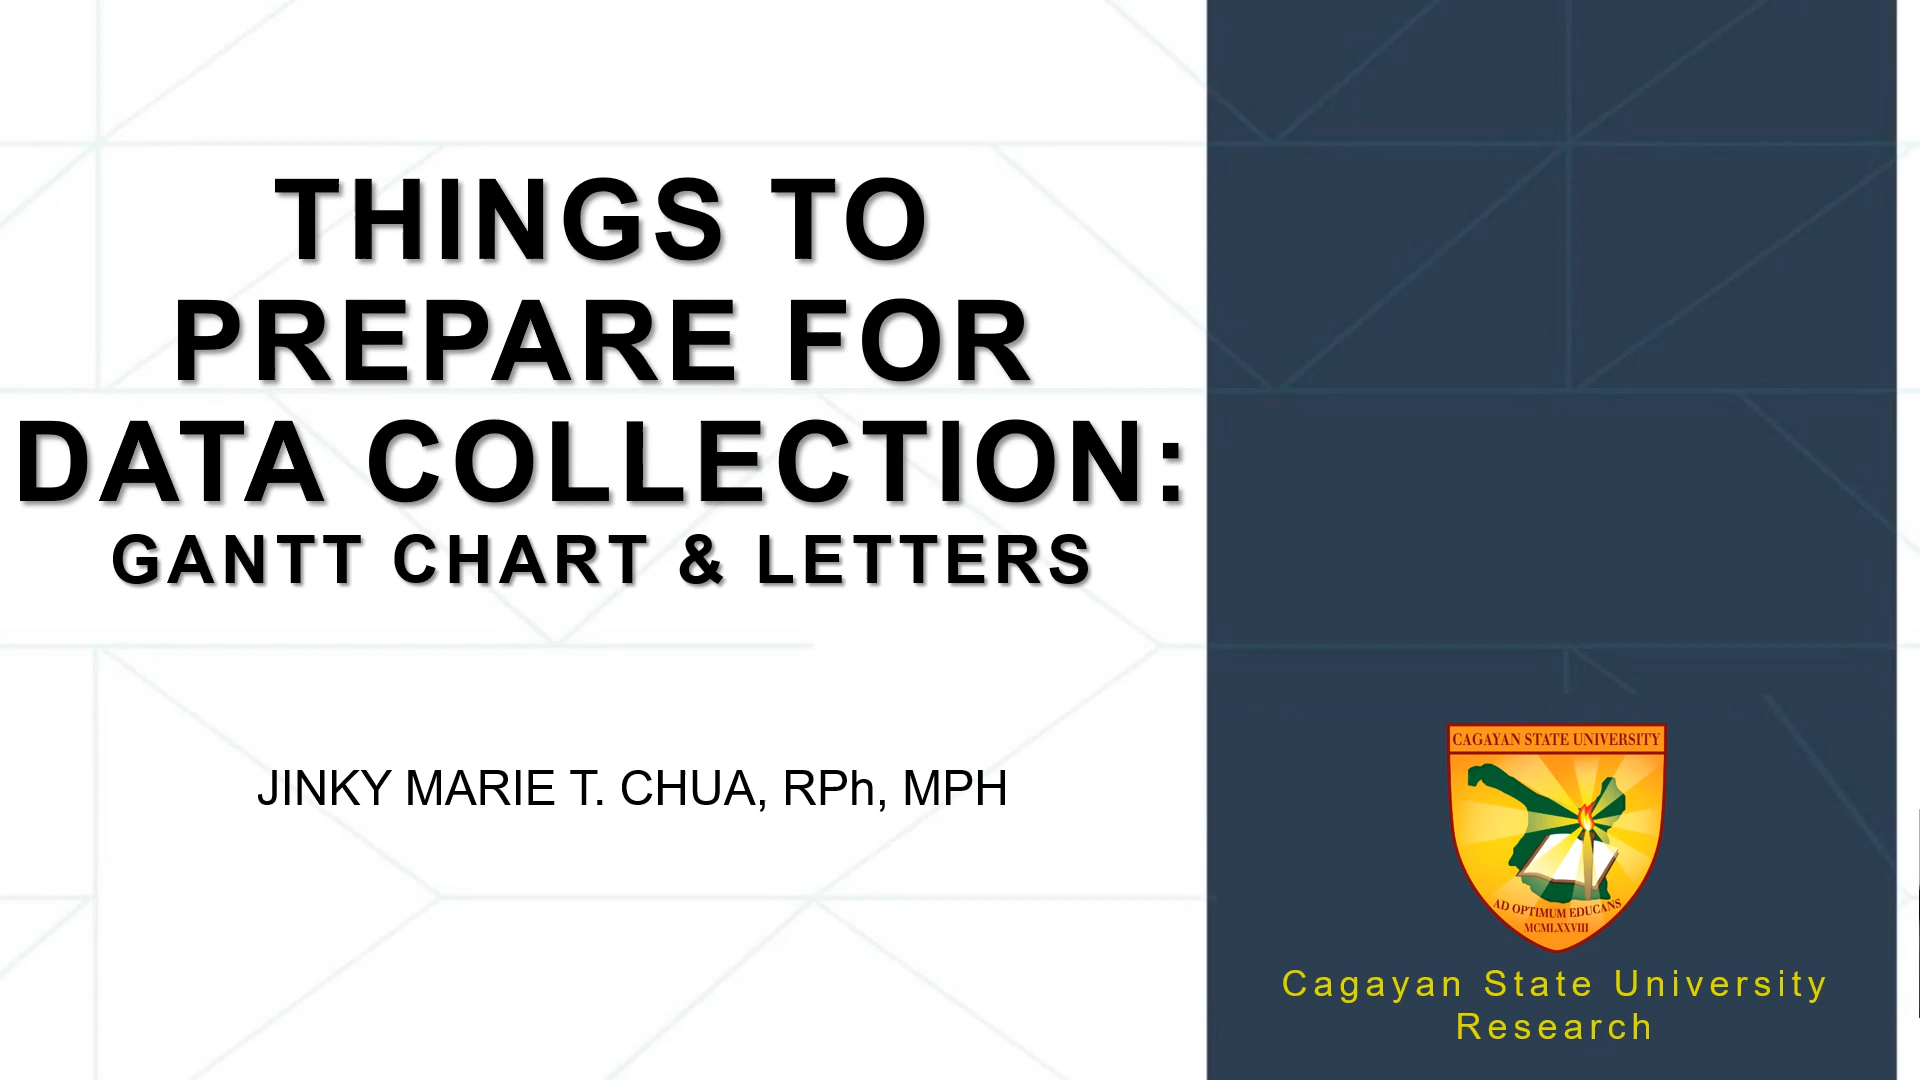 THINGS TO
PREPARE FOR
DATA COLLECTION:
GANTT CHART & LETTERS
JINKY MARIE T. CHUA, RPh, MPH
CAGAYAN STATE UNIVERSITY
AD OPTIMUM EDUCANS
MCMLXXVIII
Cagayan State University
Research